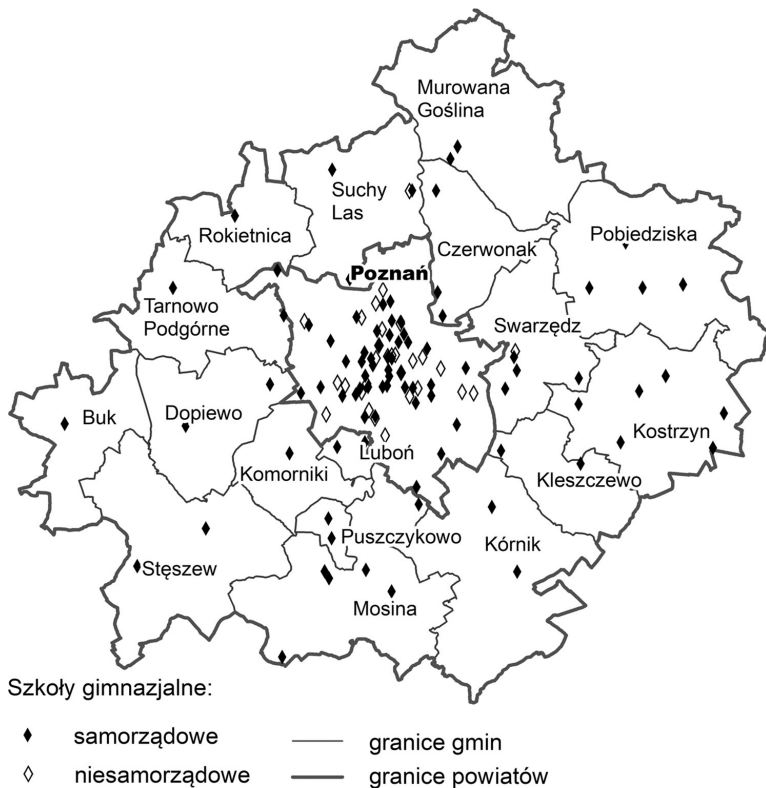 Murowana
Goślina
Suchy
Las
Rokietnica
Czerwonak
Pobiedziska
Poznań
Tarnowo
Podgórne
Swarzędz
Buk
Dopiewo
Kostrzyn
Luboń
Komorniki
Kleszczewo
Puszczykowo
Kórnik
Stęszew
Mosina
Szkoły gimnazjalne:
samorządowe
granice gmin
niesamorządowe
granice powiatów